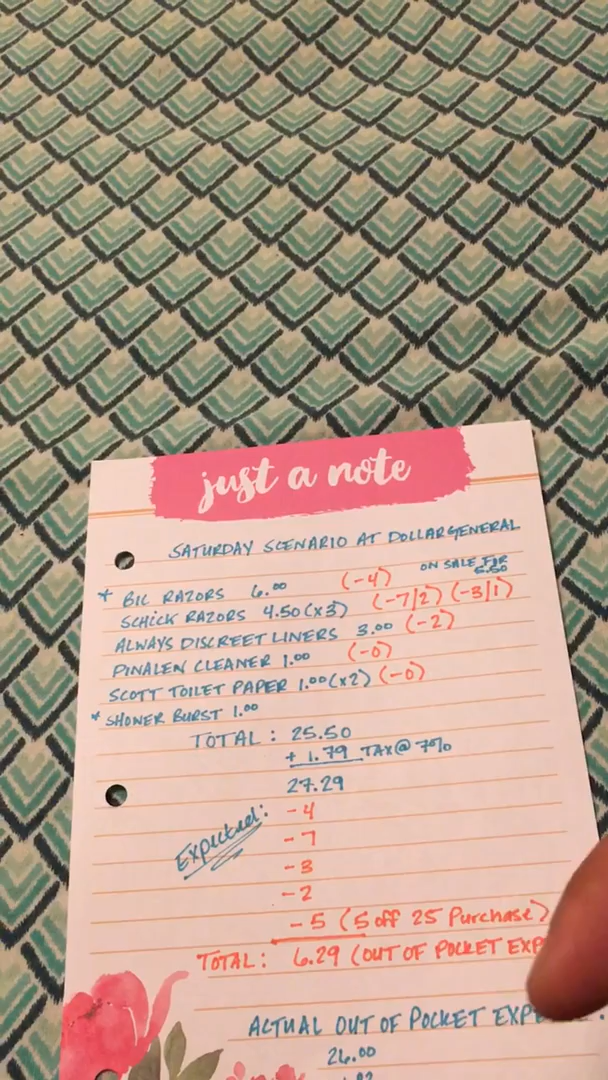 just a note
SATURDAY SCENARIO AT DOLLARGENERAL
* BIC RAZORS 6.00 (-4) ON SALE FOR 5.50
SCHICK RAZORS 4.50 (x3) (-7/2) (-3/1)
ALWAYS DISCREET LINERS 3.00 (-2)
PINALEN CLEANER 1.00 (-0)
SCOTT TOILET PAPER 1.00 (x2) (-0)
* SHOWER BURST 1.00
TOTAL: 25.50
+ 1.79 TAX @ 7%
27.29
Expected: - 4
- 7
- 3
- 2
- 5 (5 off 25 Purchase)
TOTAL: 6.29 (OUT OF POCKET EXP
ACTUAL OUT OF POCKET EXP
26.00